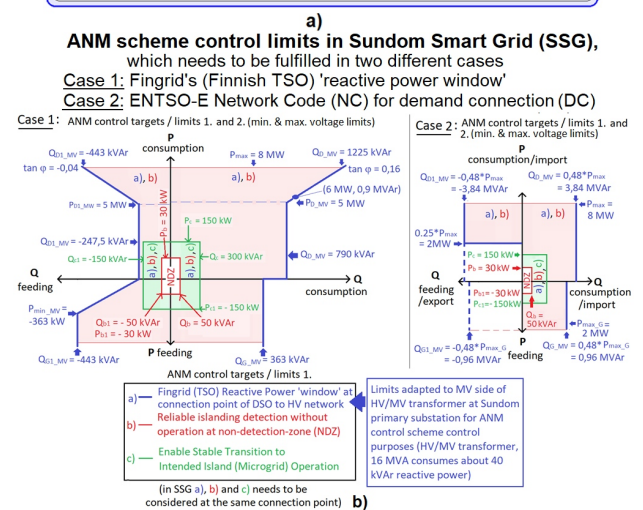 a)
ANM scheme control limits in Sundom Smart Grid (SSG),
which needs to be fulfilled in two different cases
Case 1: Fingrid's (Finnish TSO) 'reactive power window'
Case 2: ENTSO-E Network Code (NC) for demand connection (DC)
Case 1: ANM control targets / limits 1. and 2. (min. & max. voltage limits)
P
consumption
QD1_MV = -443 kVAr
Pmax = 8 MW
QD_MV = 1225 kVAr
tan φ = -0,04
tan φ = 0,16
a), b)
a), b)
(6 MW, 0,9 MVAr)
PD1_MW = 5 MW
PD_MV = 5 MW
Pb = 30 kW
Pc = 150 kW
QD1_MV = -247,5 kVAr
Qc1 = -150 kVAr
Qc = 300 kVAr
QD_MV = 790 kVAr
a), b), c)
a), b), c)
NDZ
Q
feeding
Q
consumption
Pmin_MV =
-363 kW
Pc1 = - 150 kW
Qb1 = - 50 kVAr
Qb = 50 kVAr
Pb1 = - 30 kW
QG1_MV = -443 kVAr
P feeding
QG_MV = 363 kVAr
ANM control targets / limits 1.
Case 2: ANM control targets / limits 1. and
2. (min. & max. voltage limits)
P
consumption/import
QD1_MV = -0,48*Pmax
= -3,84 MVAr
QD_MV = 0,48*Pmax
= 3,84 MVAr
a), b)
a), b)
Pmax =
8 MW
0.25*Pmax
= 2MW
Pc = 150 kW
Pb = 30 kW
NDZ
a), b), c)
Q
feeding
/export
Q
consumption
/import
Pb1 = - 30 kW
Pc1 = - 150 kW
Qb =
50 kVAr
Pmax_G =
2 MW
QG1_MV = -0,48*Pmax_G
= -0,96 MVAr
P
feeding
QG_MV = 0,48*Pmax_G
= 0,96 MVAr
a) — Fingrid (TSO) Reactive Power 'window' at
connection point of DSO to HV network
b) — Reliable islanding detection without
operation at non-detection-zone (NDZ)
c) — Enable Stable Transition to
Intended Island (Microgrid) Operation
Limits adapted to MV side of
HV/MV transformer at Sundom
primary substation for ANM
control scheme control
purposes (HV/MV transformer,
16 MVA consumes about 40
kVAr reactive power)
(in SSG a), b) and c) needs to be
considered at the same connection point)
b)